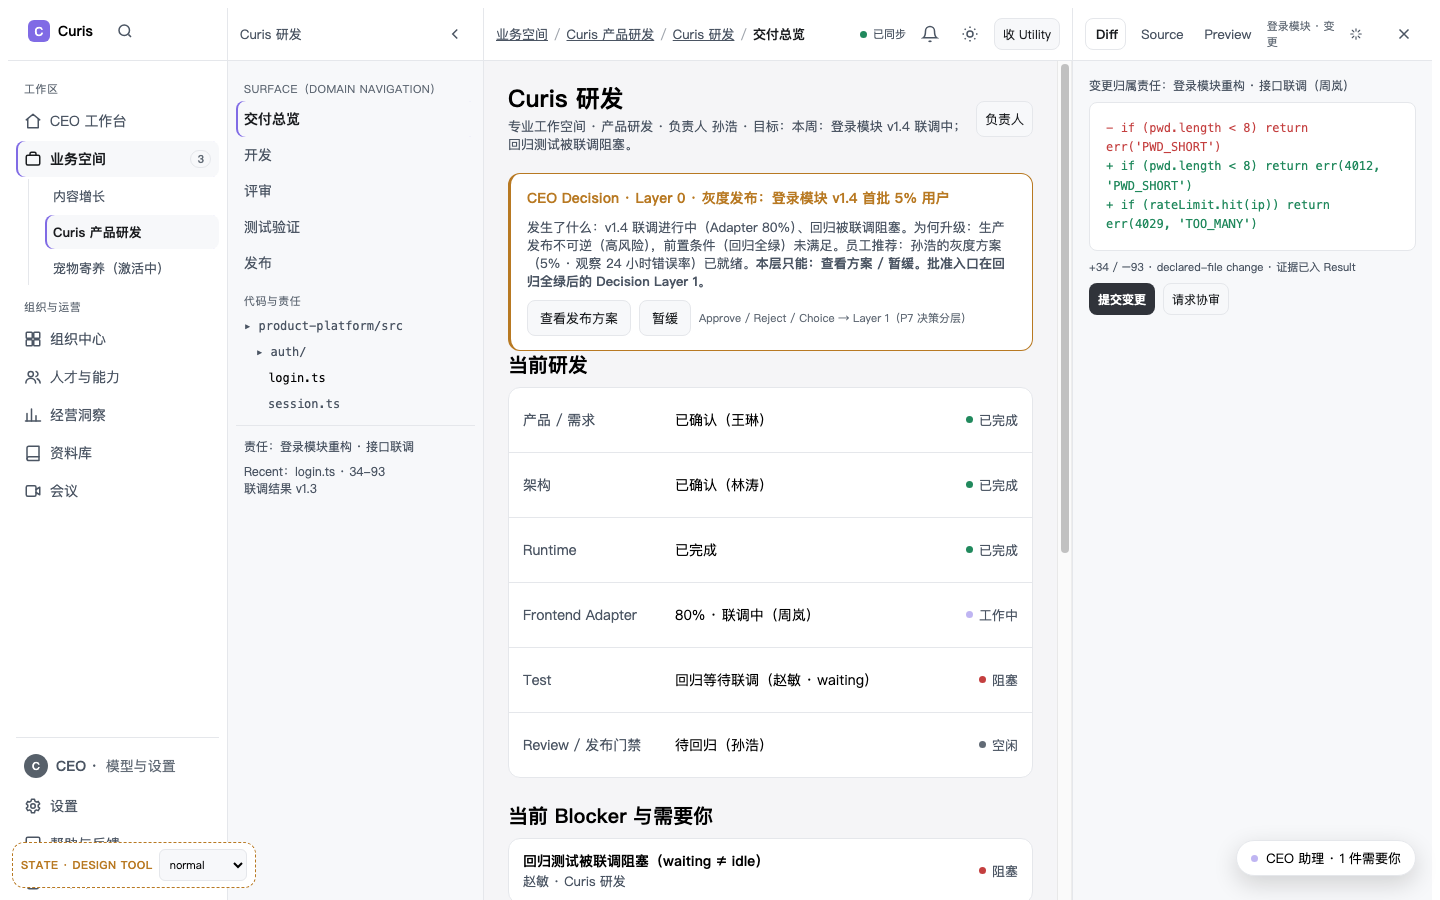 C Curis
工作区
CEO 工作台
业务空间 3
内容增长
Curis 产品研发
宠物寄养（激活中）
组织与运营
组织中心
人才与能力
经营洞察
资料库
会议
C CEO · 模型与设置
设置
STATE · DESIGN TOOL normal
Curis 研发
SURFACE（DOMAIN NAVIGATION）
交付总览
开发
评审
测试验证
发布
代码与责任
▸ product-platform/src
▸ auth/
login.ts
session.ts
责任：登录模块重构 · 接口联调
Recent：login.ts · 34–93
联调结果 v1.3
业务空间 / Curis 产品研发 / Curis 研发 / 交付总览
已同步
收 Utility
Curis 研发
专业工作空间 · 产品研发 · 负责人 孙浩 · 目标：本周：登录模块 v1.4 联调中；
回归测试被联调阻塞。
负责人
CEO Decision · Layer 0 · 灰度发布：登录模块 v1.4 首批 5% 用户
发生了什么：v1.4 联调进行中（Adapter 80%）、回归被联调阻塞。为何升级：生产
发布不可逆（高风险），前置条件（回归全绿）未满足。员工推荐：孙浩的灰度方案
（5% · 观察 24 小时错误率）已就绪。本层只能：查看方案 / 暂缓。批准入口在回
归全绿后的 Decision Layer 1。
查看发布方案
暂缓
Approve / Reject / Choice → Layer 1（P7 决策分层）
当前研发
产品 / 需求 已确认（王琳） 已完成
架构 已确认（林涛） 已完成
Runtime 已完成 已完成
Frontend Adapter 80% · 联调中（周岚） 工作中
Test 回归等待联调（赵敏 · waiting） 阻塞
Review / 发布门禁 待回归（孙浩） 空闲
当前 Blocker 与需要你
回归测试被联调阻塞（waiting ≠ idle）
赵敏 · Curis 研发
阻塞
Diff Source Preview
登录模块 · 变
更
变更归属责任：登录模块重构 · 接口联调（周岚）
− if (pwd.length < 8) return
err('PWD_SHORT')
+ if (pwd.length < 8) return err(4012,
'PWD_SHORT')
+ if (rateLimit.hit(ip)) return
err(4029, 'TOO_MANY')
+34 / −93 · declared-file change · 证据已入 Result
提交变更
请求协审
CEO 助理 · 1 件需要你